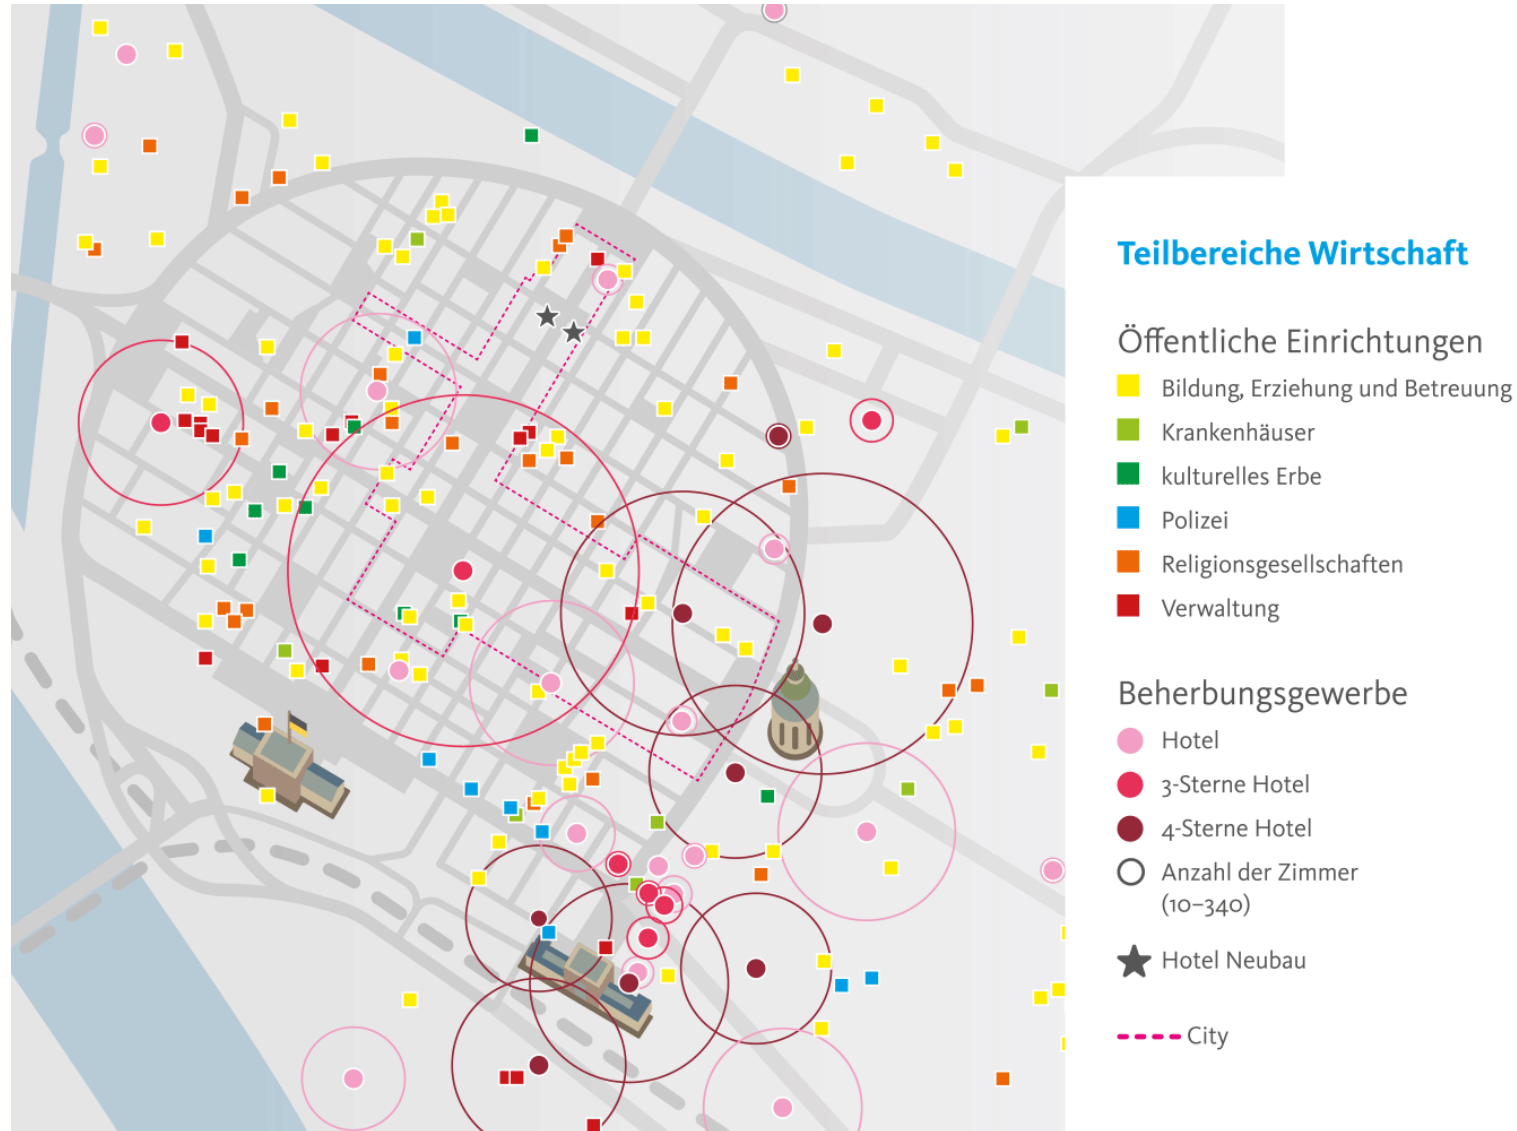 Teilbereiche Wirtschaft
Öffentliche Einrichtungen
Bildung, Erziehung und Betreuung
Krankenhäuser
kulturelles Erbe
Polizei
Religionsgesellschaften
Verwaltung
Beherbungsgewerbe
Hotel
3-Sterne Hotel
4-Sterne Hotel
Anzahl der Zimmer
(10–340)
Hotel Neubau
City